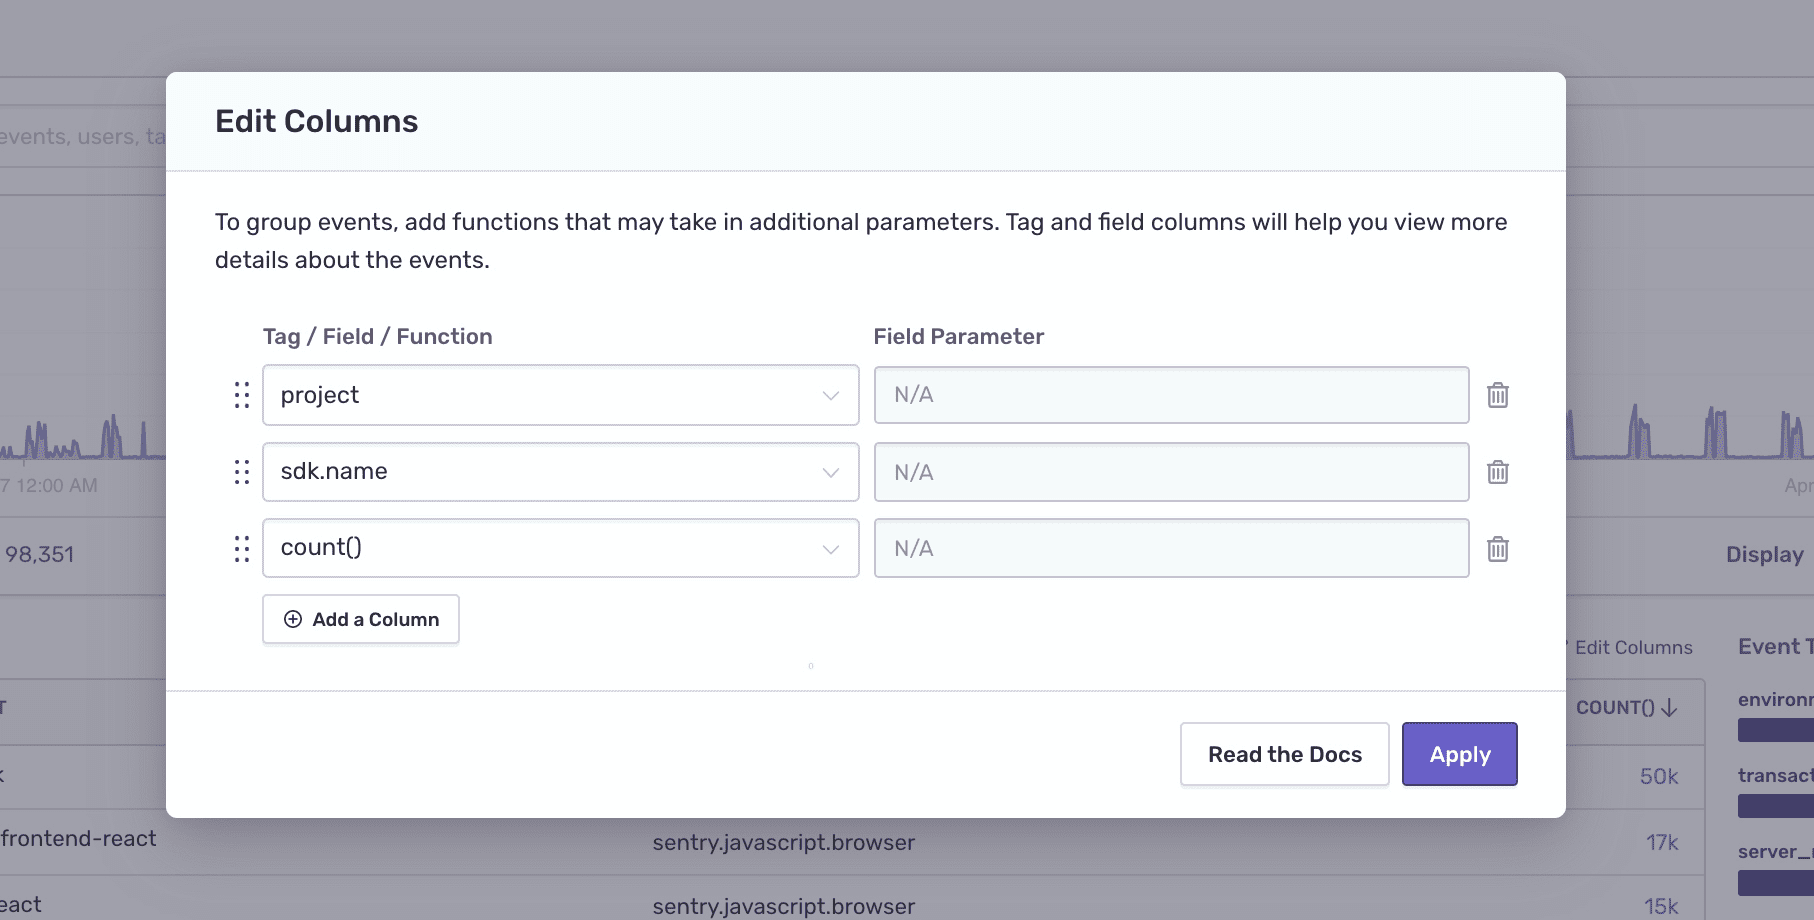 Edit Columns
events, users, ta
To group events, add functions that may take in additional parameters. Tag and field columns will help you view more
details about the events.
Tag / Field / Function
Field Parameter
project
N/A
sdk.name
N/A
7 12:00 AM
Apr
count()
N/A
98,351
Display
Add a Column
0
Edit Columns
Event T
T
COUNT()
environm
Read the Docs
Apply
k
50k
transact
frontend-react
sentry.javascript.browser
17k
server_
eact
sentry.javascript.browser
15k